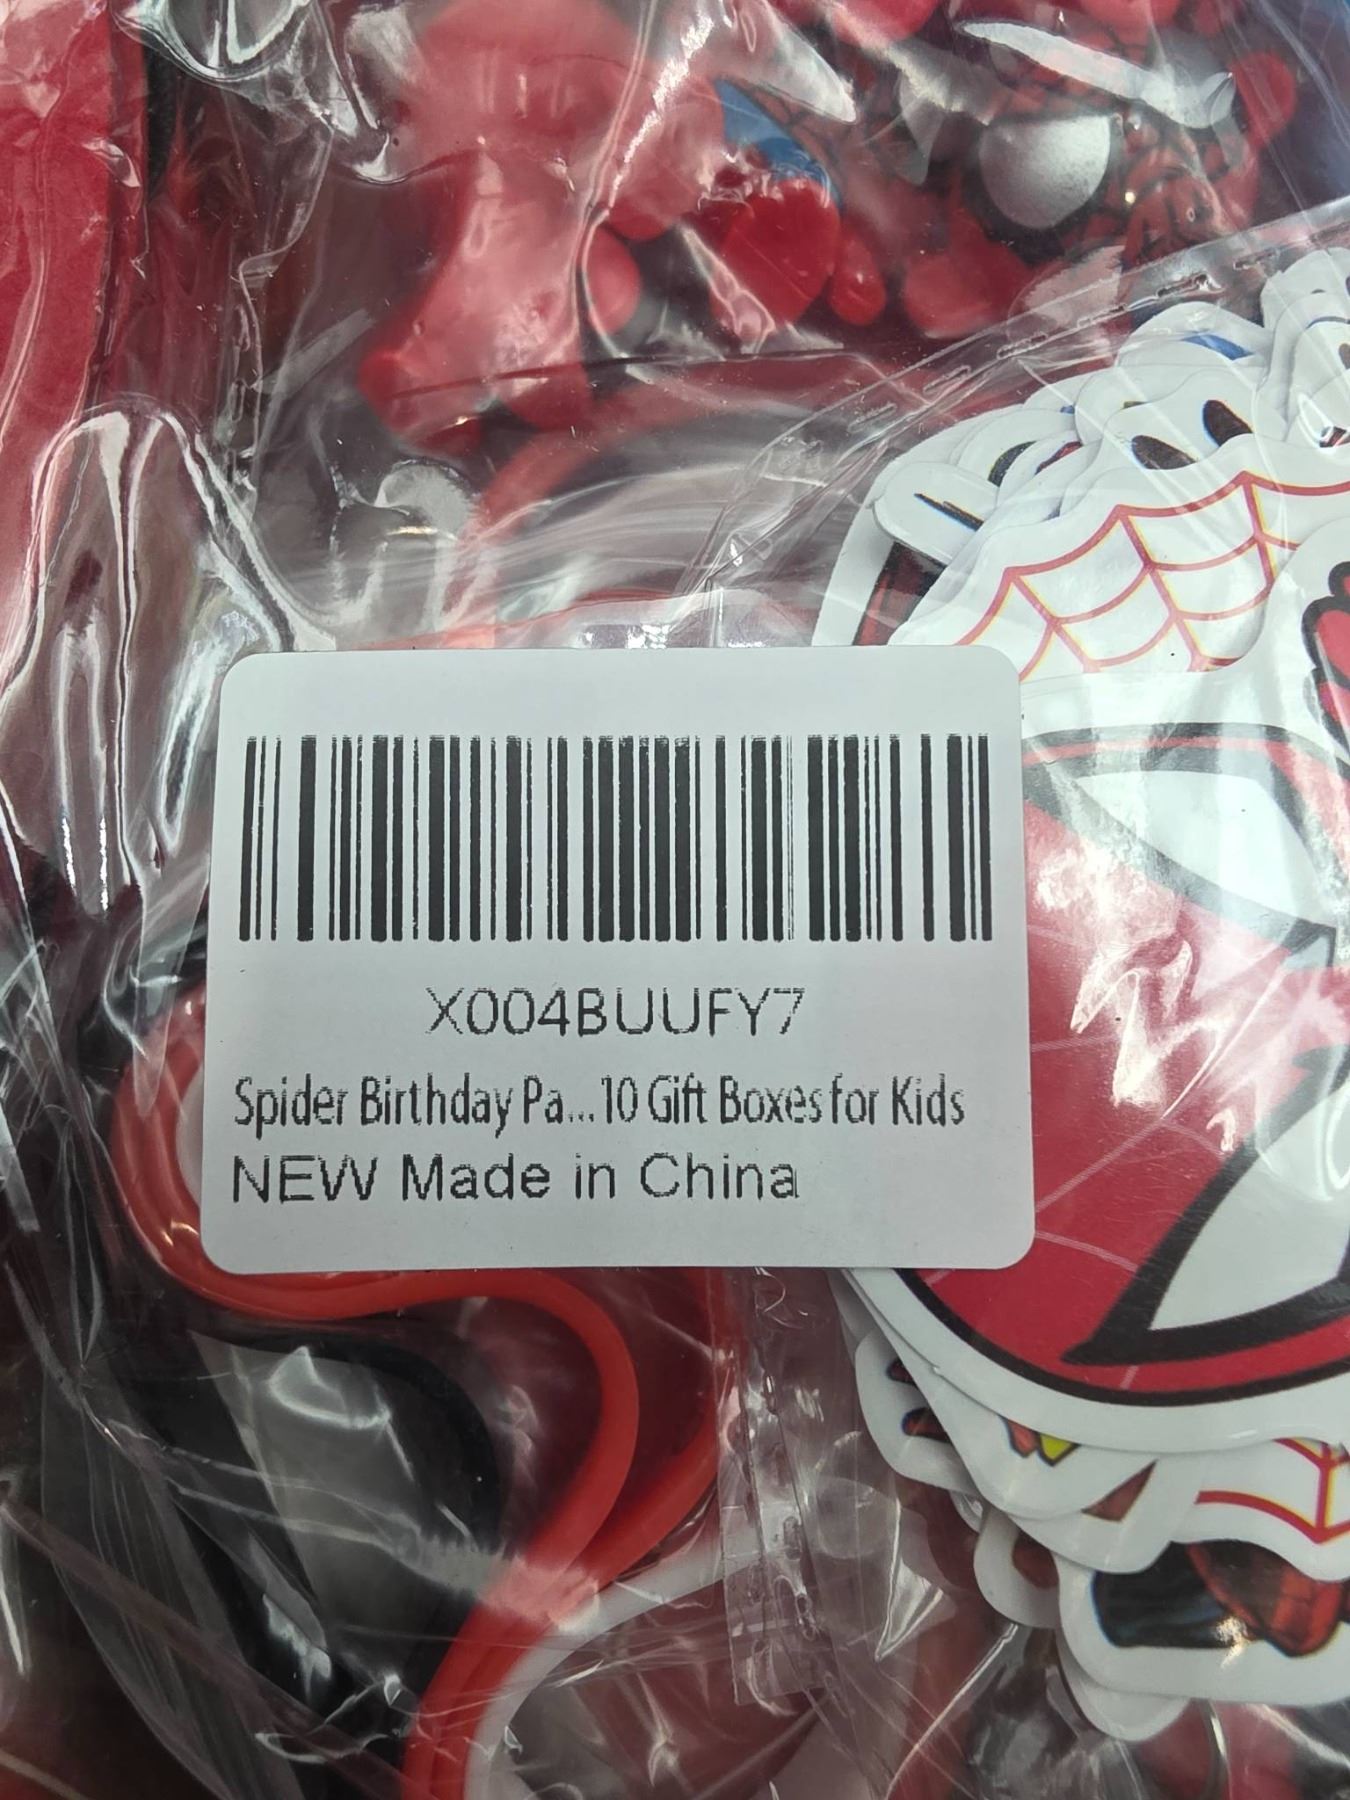 X004BUUFY7
Spider Birthday Pa...10 Gift Boxes for Kids
NEW Made in China